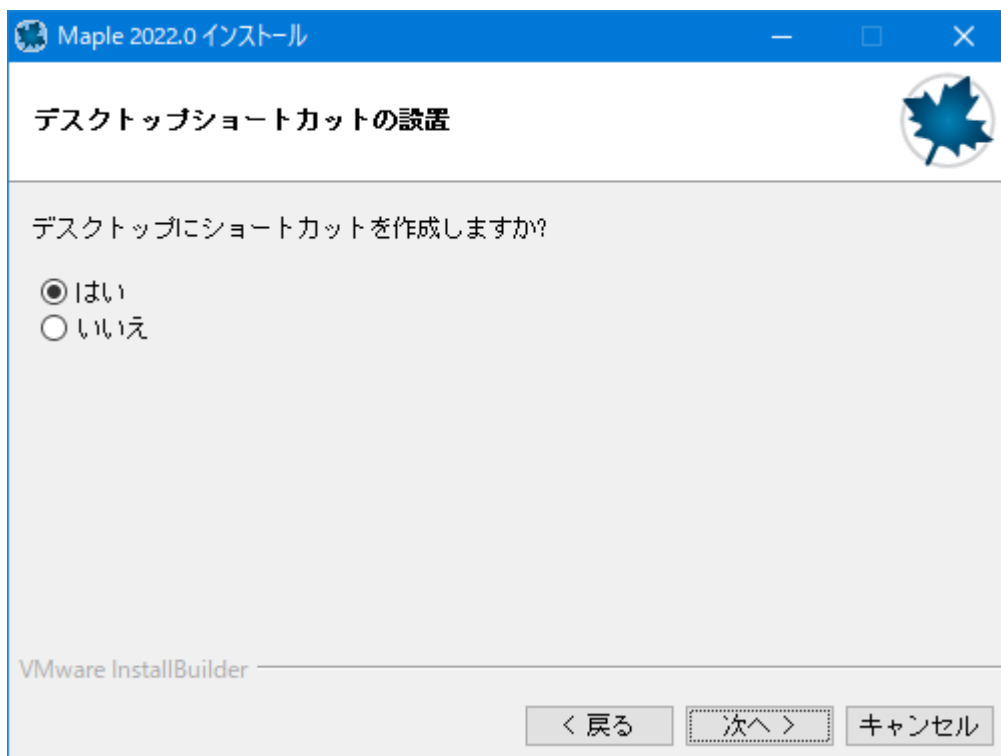 Maple 2022.0 インストール
デスクトップショートカットの設置
デスクトップにショートカットを作成しますか?
はい
いいえ
VMware InstallBuilder
< 戻る 次へ > キャンセル